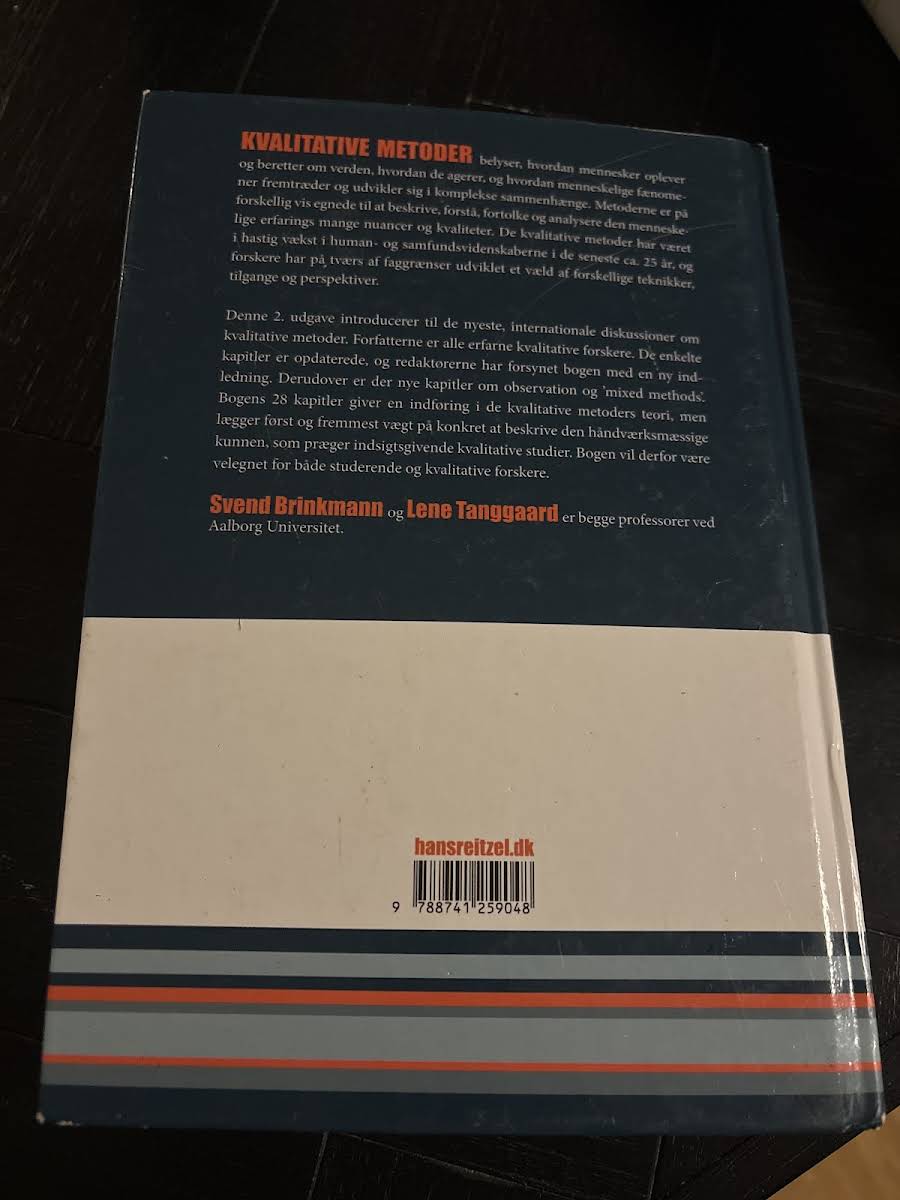 KVALITATIVE METODER belyser, hvordan mennesker oplever
og beretter om verden, hvordan de agerer, og hvordan menneskelige fænome-
ner fremtræder og udvikler sig i komplekse sammenhænge. Metoderne er på
forskellig vis egnede til at beskrive, forstå, fortolke og analysere den menneske-
lige erfarings mange nuancer og kvaliteter. De kvalitative metoder har været
i hastig vækst i human- og samfundsvidenskaberne i de seneste ca. 25 år, og
forskere har på tværs af faggrænser udviklet et væld af forskellige teknikker,
tilgange og perspektiver.
Denne 2. udgave introducerer til de nyeste, internationale diskussioner om
kvalitative metoder. Forfatterne er alle erfarne kvalitative forskere. De enkelte
kapitler er opdaterede, og redaktørerne har forsynet bogen med en ny ind-
ledning. Derudover er der nye kapitler om observation og 'mixed methods'.
Bogens 28 kapitler giver en indføring i de kvalitative metoders teori, men
lægger først og fremmest vægt på konkret at beskrive den håndværksmæssige
kunnen, som præger indsigtsgivende kvalitative studier. Bogen vil derfor være
velegnet for både studerende og kvalitative forskere.
Svend Brinkmann og Lene Tanggaard er begge professorer ved
Aalborg Universitet.
hansreitzel.dk
9 788741 259048